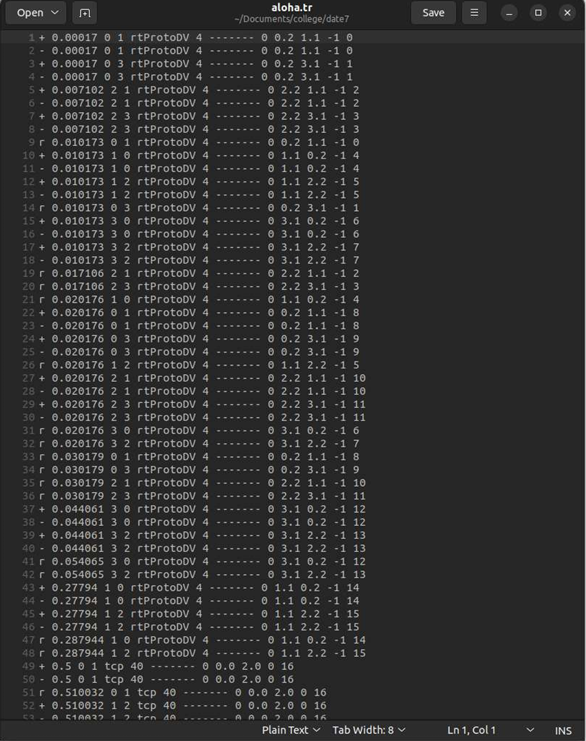 Open
aloha.tr
~/Documents/college/date7
Save
1 + 0.00017 0 1 rtProtoDV 4 ------- 0 0.2 1.1 -1 0
2 - 0.00017 0 1 rtProtoDV 4 ------- 0 0.2 1.1 -1 0
3 + 0.00017 0 3 rtProtoDV 4 ------- 0 0.2 3.1 -1 1
4 - 0.00017 0 3 rtProtoDV 4 ------- 0 0.2 3.1 -1 1
5 + 0.007102 2 1 rtProtoDV 4 ------- 0 2.2 1.1 -1 2
6 - 0.007102 2 1 rtProtoDV 4 ------- 0 2.2 1.1 -1 2
7 + 0.007102 2 3 rtProtoDV 4 ------- 0 2.2 3.1 -1 3
8 - 0.007102 2 3 rtProtoDV 4 ------- 0 2.2 3.1 -1 3
9 r 0.010173 0 1 rtProtoDV 4 ------- 0 0.2 1.1 -1 0
10 + 0.010173 1 0 rtProtoDV 4 ------- 0 1.1 0.2 -1 4
11 - 0.010173 1 0 rtProtoDV 4 ------- 0 1.1 0.2 -1 4
12 + 0.010173 1 2 rtProtoDV 4 ------- 0 1.1 2.2 -1 5
13 - 0.010173 1 2 rtProtoDV 4 ------- 0 1.1 2.2 -1 5
14 r 0.010173 0 3 rtProtoDV 4 ------- 0 0.2 3.1 -1 1
15 + 0.010173 3 0 rtProtoDV 4 ------- 0 3.1 0.2 -1 6
16 - 0.010173 3 0 rtProtoDV 4 ------- 0 3.1 0.2 -1 6
17 + 0.010173 3 2 rtProtoDV 4 ------- 0 3.1 2.2 -1 7
18 - 0.010173 3 2 rtProtoDV 4 ------- 0 3.1 2.2 -1 7
19 r 0.017106 2 1 rtProtoDV 4 ------- 0 2.2 1.1 -1 2
20 r 0.017106 2 3 rtProtoDV 4 ------- 0 2.2 3.1 -1 3
21 r 0.020176 1 0 rtProtoDV 4 ------- 0 1.1 0.2 -1 4
22 + 0.020176 0 1 rtProtoDV 4 ------- 0 0.2 1.1 -1 8
23 - 0.020176 0 1 rtProtoDV 4 ------- 0 0.2 1.1 -1 8
24 + 0.020176 0 3 rtProtoDV 4 ------- 0 0.2 3.1 -1 9
25 - 0.020176 0 3 rtProtoDV 4 ------- 0 0.2 3.1 -1 9
26 r 0.020176 1 2 rtProtoDV 4 ------- 0 1.1 2.2 -1 5
27 + 0.020176 2 1 rtProtoDV 4 ------- 0 2.2 1.1 -1 10
28 - 0.020176 2 1 rtProtoDV 4 ------- 0 2.2 1.1 -1 10
29 + 0.020176 2 3 rtProtoDV 4 ------- 0 2.2 3.1 -1 11
30 - 0.020176 2 3 rtProtoDV 4 ------- 0 2.2 3.1 -1 11
31 r 0.020176 3 0 rtProtoDV 4 ------- 0 3.1 0.2 -1 6
32 r 0.020176 3 2 rtProtoDV 4 ------- 0 3.1 2.2 -1 7
33 r 0.030179 0 1 rtProtoDV 4 ------- 0 0.2 1.1 -1 8
34 r 0.030179 0 3 rtProtoDV 4 ------- 0 0.2 3.1 -1 9
35 r 0.030179 2 1 rtProtoDV 4 ------- 0 2.2 1.1 -1 10
36 r 0.030179 2 3 rtProtoDV 4 ------- 0 2.2 3.1 -1 11
37 + 0.044061 3 0 rtProtoDV 4 ------- 0 3.1 0.2 -1 12
38 - 0.044061 3 0 rtProtoDV 4 ------- 0 3.1 0.2 -1 12
39 + 0.044061 3 2 rtProtoDV 4 ------- 0 3.1 2.2 -1 13
40 - 0.044061 3 2 rtProtoDV 4 ------- 0 3.1 2.2 -1 13
41 r 0.054065 3 0 rtProtoDV 4 ------- 0 3.1 0.2 -1 12
42 r 0.054065 3 2 rtProtoDV 4 ------- 0 3.1 2.2 -1 13
43 + 0.27794 1 0 rtProtoDV 4 ------- 0 1.1 0.2 -1 14
44 - 0.27794 1 0 rtProtoDV 4 ------- 0 1.1 0.2 -1 14
45 + 0.27794 1 2 rtProtoDV 4 ------- 0 1.1 2.2 -1 15
46 - 0.27794 1 2 rtProtoDV 4 ------- 0 1.1 2.2 -1 15
47 r 0.287944 1 0 rtProtoDV 4 ------- 0 1.1 0.2 -1 14
48 r 0.287944 1 2 rtProtoDV 4 ------- 0 1.1 2.2 -1 15
49 + 0.5 0 1 tcp 40 ------- 0 0.0 2.0 0 16
50 - 0.5 0 1 tcp 40 ------- 0 0.0 2.0 0 16
51 r 0.510032 0 1 tcp 40 ------- 0 0.0 2.0 0 16
52 + 0.510032 1 2 tcp 40 ------- 0 0.0 2.0 0 16
53 - 0.510032 1 2 tcp 40 ------- 0 0.0 2.0 0 16
Plain Text Tab Width: 8 Ln 1, Col 1 INS